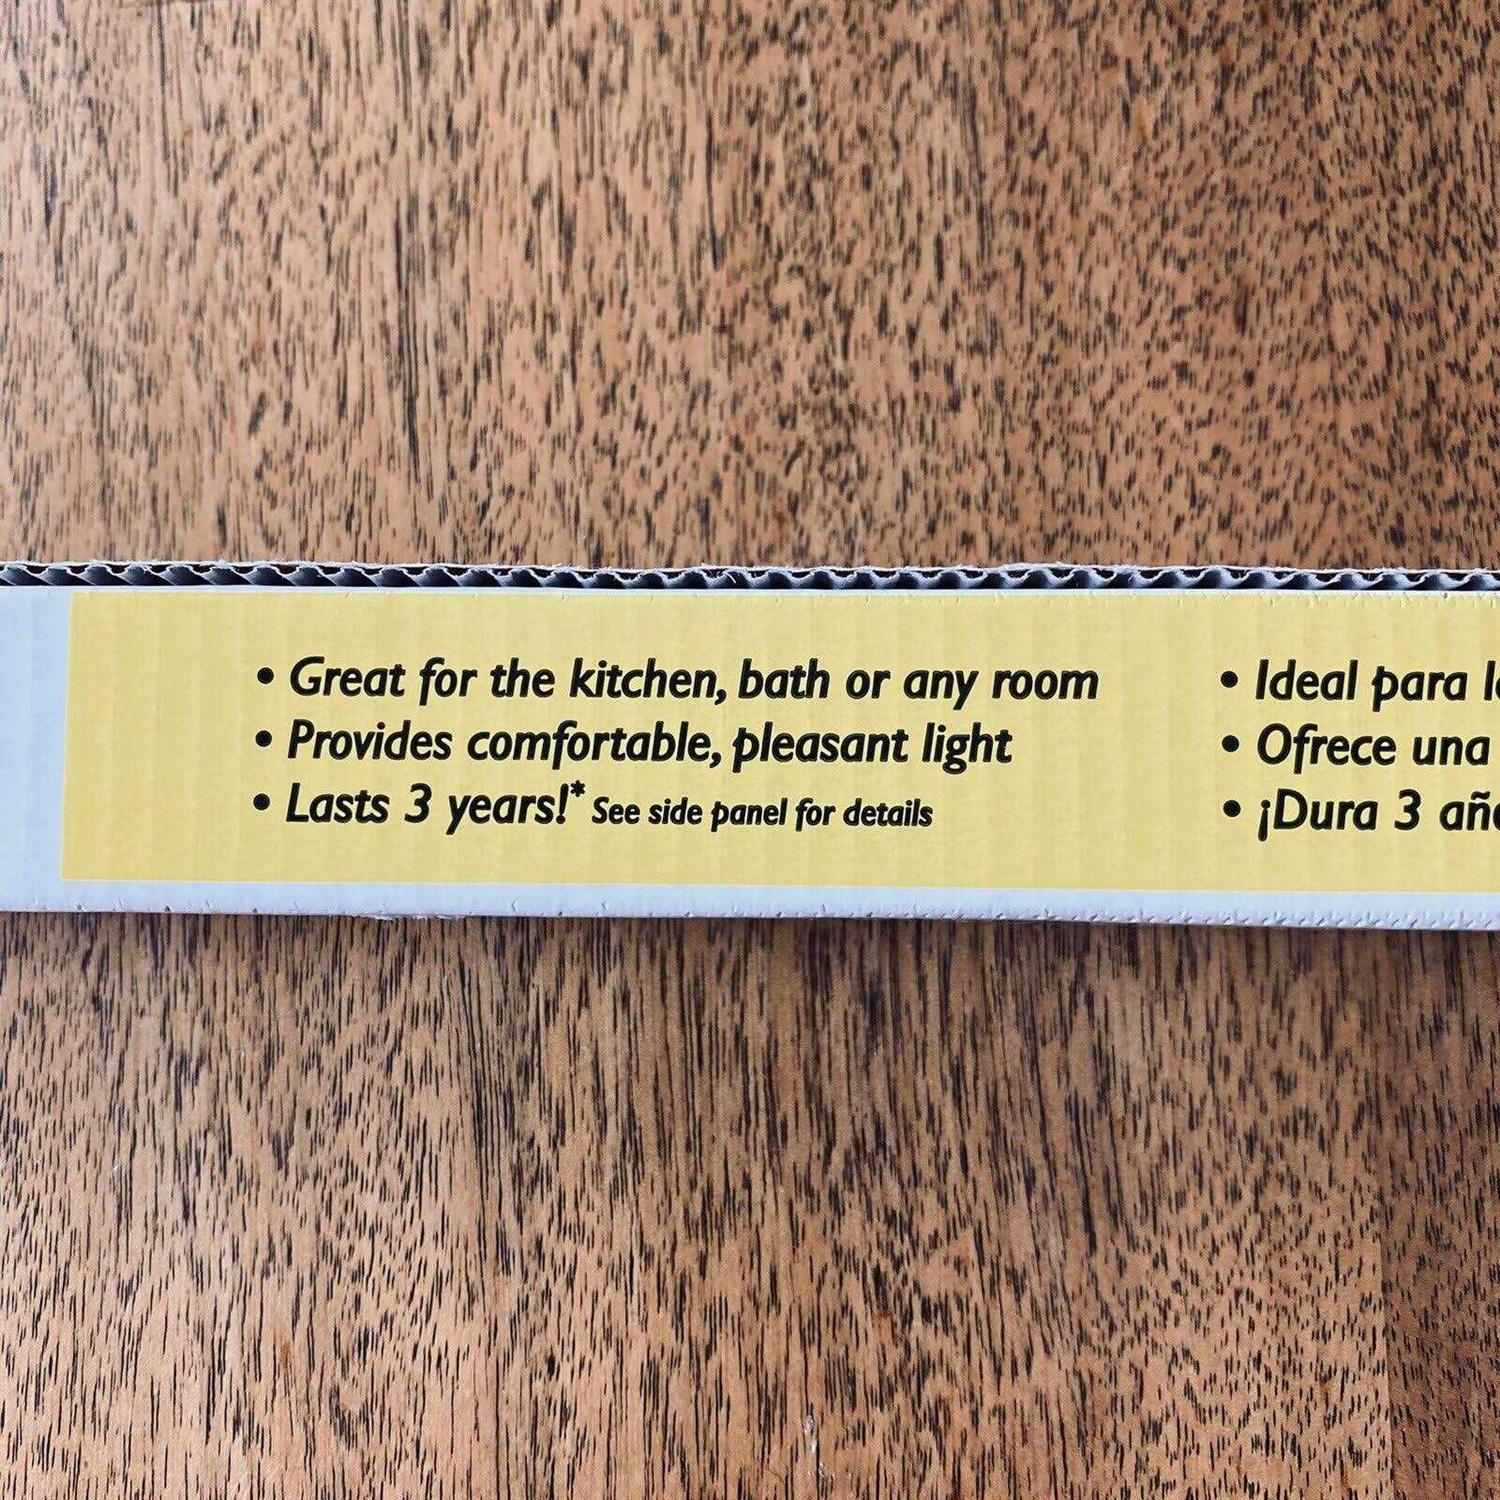 • Great for the kitchen, bath or any room
• Provides comfortable, pleasant light
• Lasts 3 years!* See side panel for details
• Ideal para
• Ofrece una
• ¡Dura 3